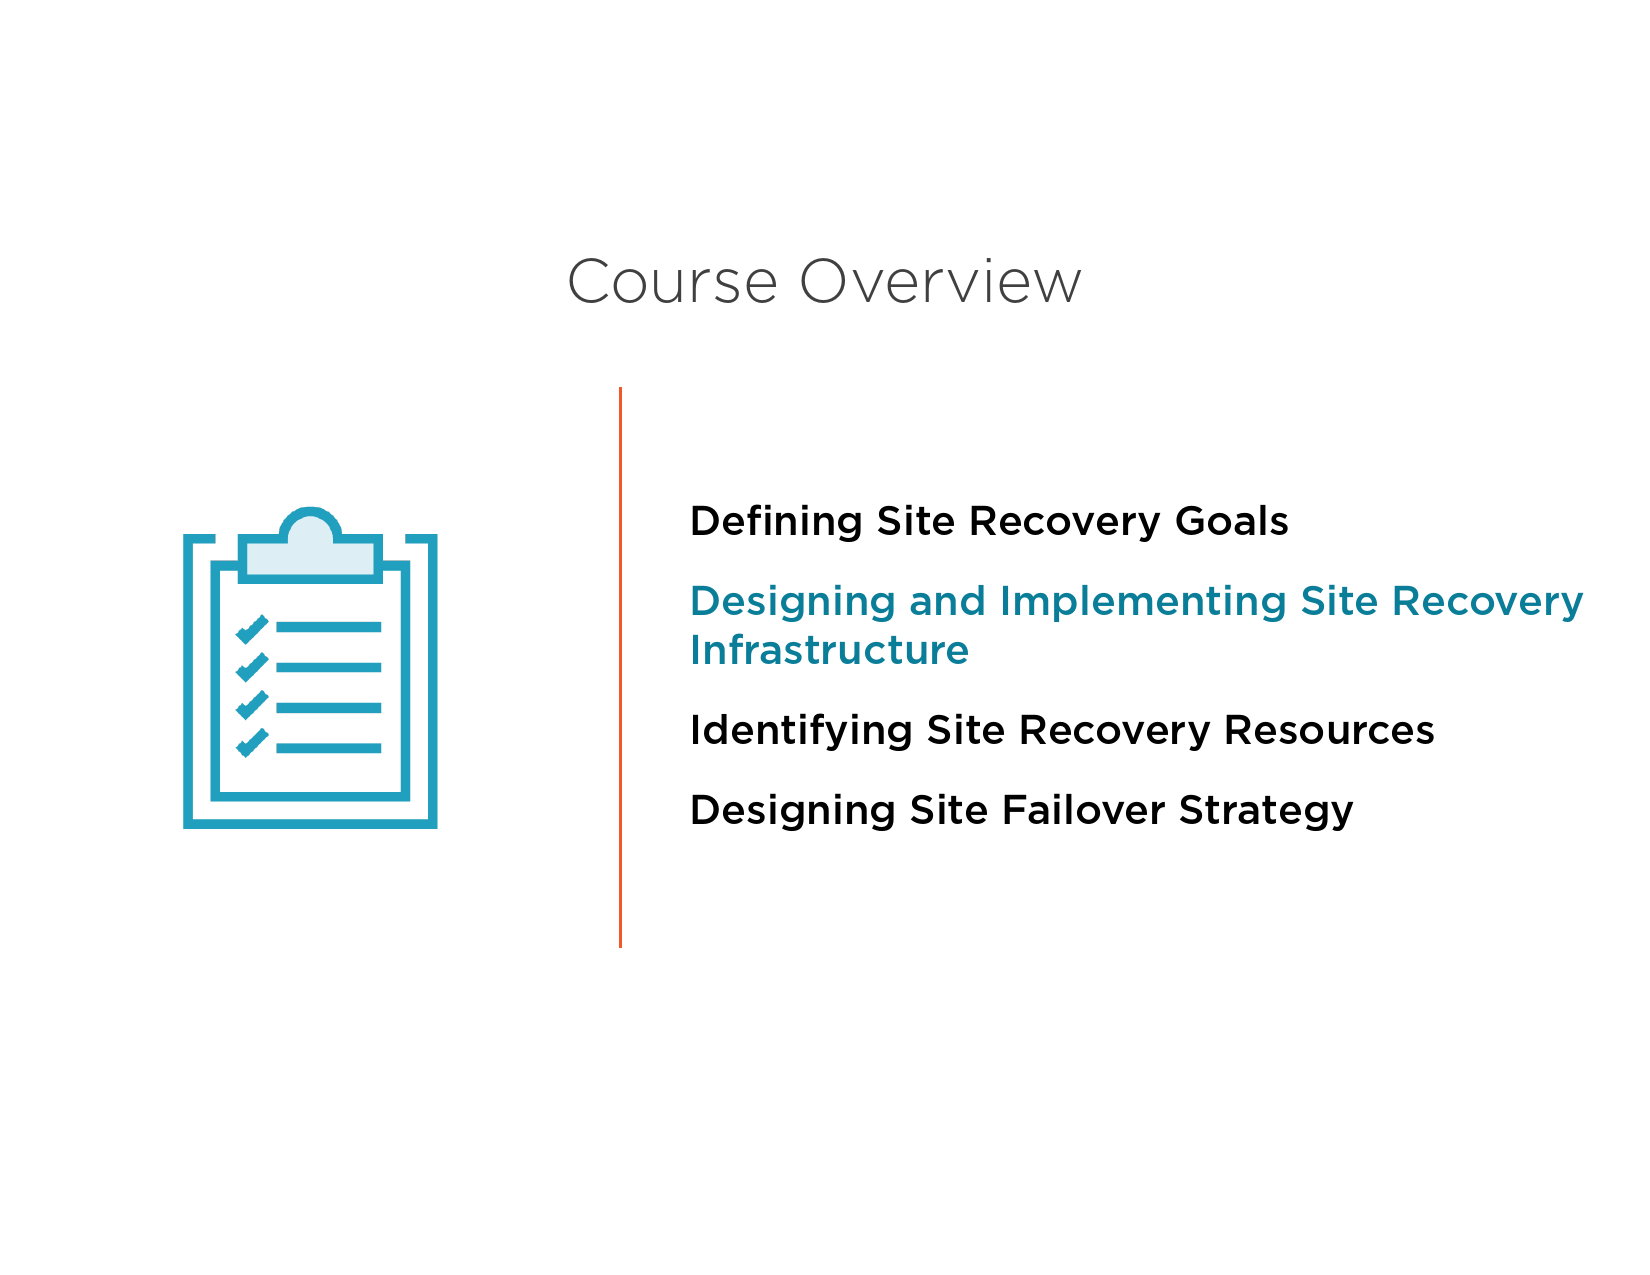 Course Overview
Defining Site Recovery Goals
Designing and Implementing Site Recovery
Infrastructure
Identifying Site Recovery Resources
Designing Site Failover Strategy